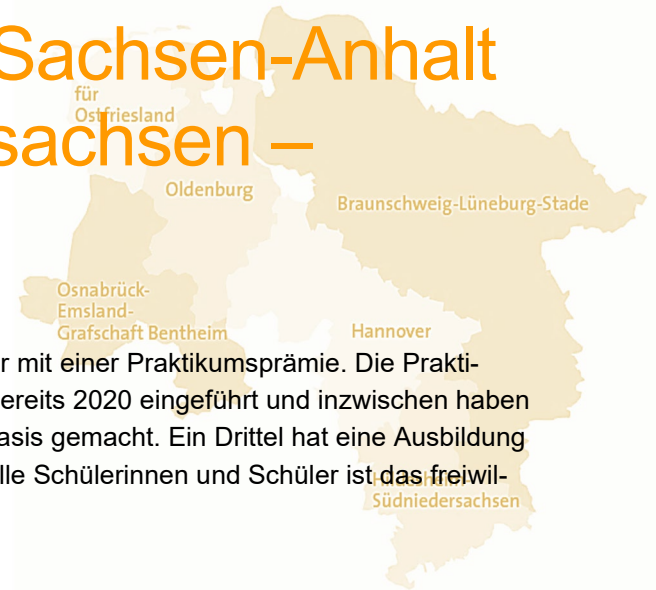 Sachsen-Anhalt
für
Ostfriesland
sachsen –
Oldenburg
Braunschweig-Lüneburg-Stade
Osnabrück-
Emsland-
Grafschaft Bentheim
Hannover
r mit einer Praktikumsprämie. Die Prakti-
ereits 2020 eingeführt und inzwischen haben
asis gemacht. Ein Drittel hat eine Ausbildung
lle Schülerinnen und Schüler ist das freiwil-
Hildesheim-
Südniedersachsen